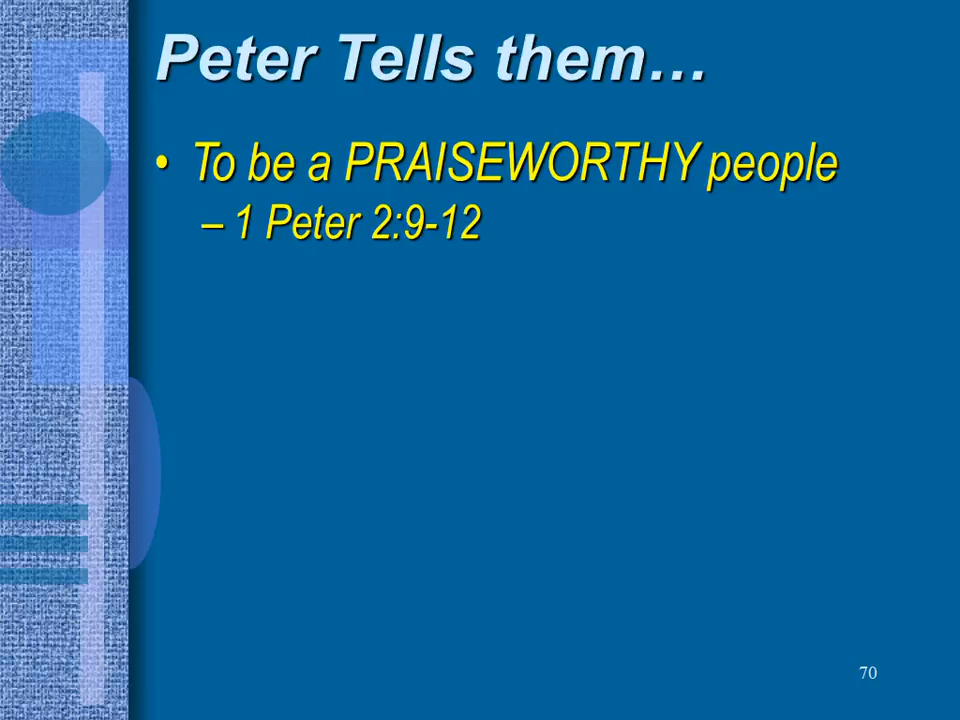 Peter Tells them…
• To be a PRAISEWORTHY people
– 1 Peter 2:9-12
70